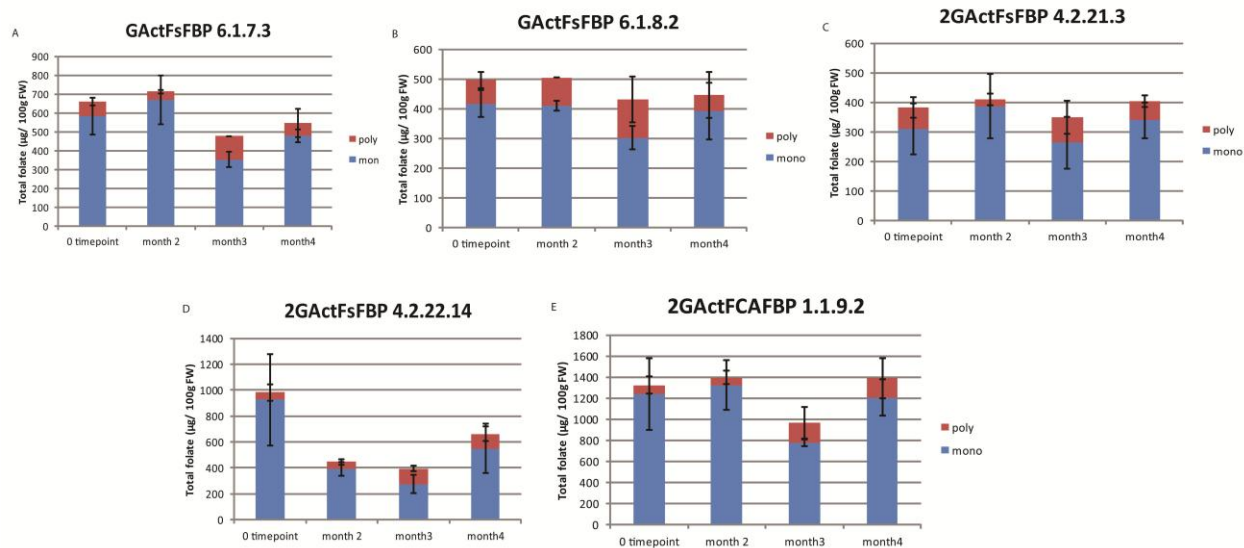 A
GActFsFBP 6.1.7.3
Total folate (µg/ 100g FW)
900
800
700
600
500
400
300
200
100
0
0 timepoint month 2 month3 month4
poly
mon
B
GActFsFBP 6.1.8.2
Total folate (µg/ 100g FW)
600
500
400
300
200
100
0
0 timepoint month 2 month3 month4
poly
mono
C
2GActFsFBP 4.2.21.3
Total folate (µg/ 100g FW)
600
500
400
300
200
100
0
0 timepoint month 2 month3 month4
poly
mono
D
2GActFsFBP 4.2.22.14
Total folate (µg/ 100g FW)
1400
1200
1000
800
600
400
200
0
0 timepoint month 2 month3 month4
E
2GActFCAFBP 1.1.9.2
Total folate (µg/ 100g FW)
1800
1600
1400
1200
1000
800
600
400
200
0
0 timepoint month 2 month3 month4
poly
mono